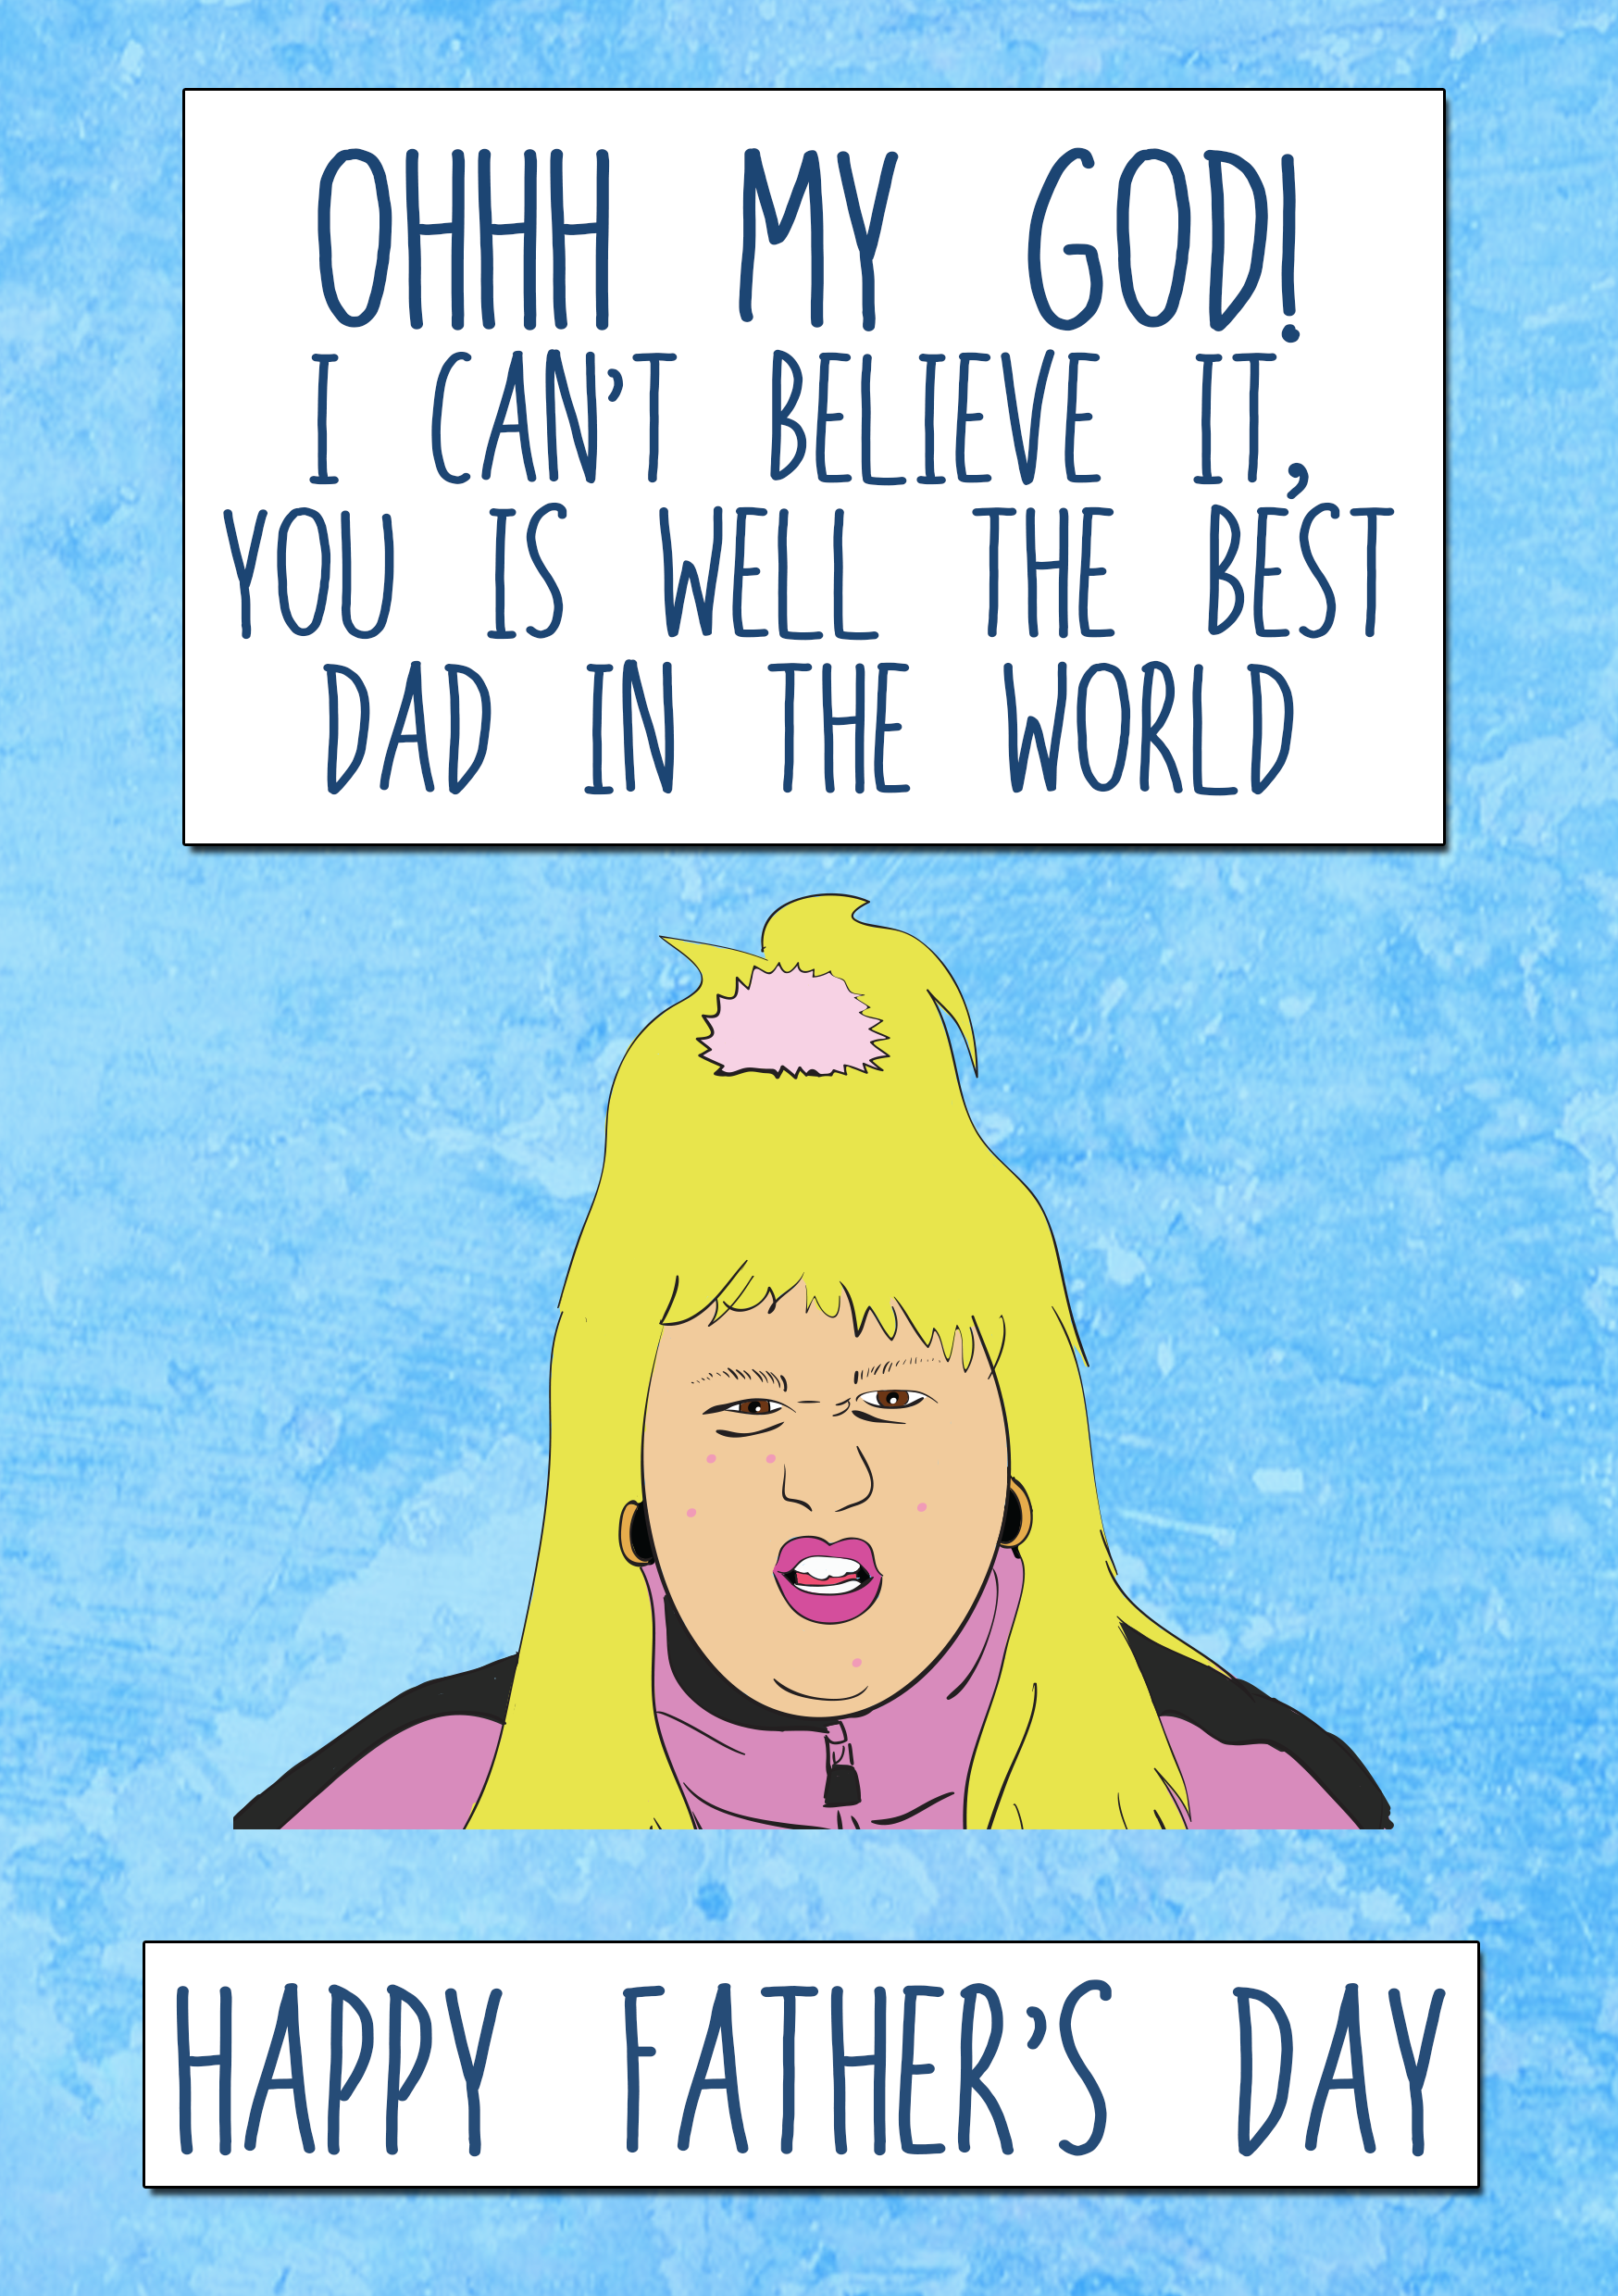 OHHH MY GOD!
I CAN'T BELIEVE IT,
YOU IS WELL THE BEST
DAD IN THE WORLD
HAPPY FATHER'S DAY